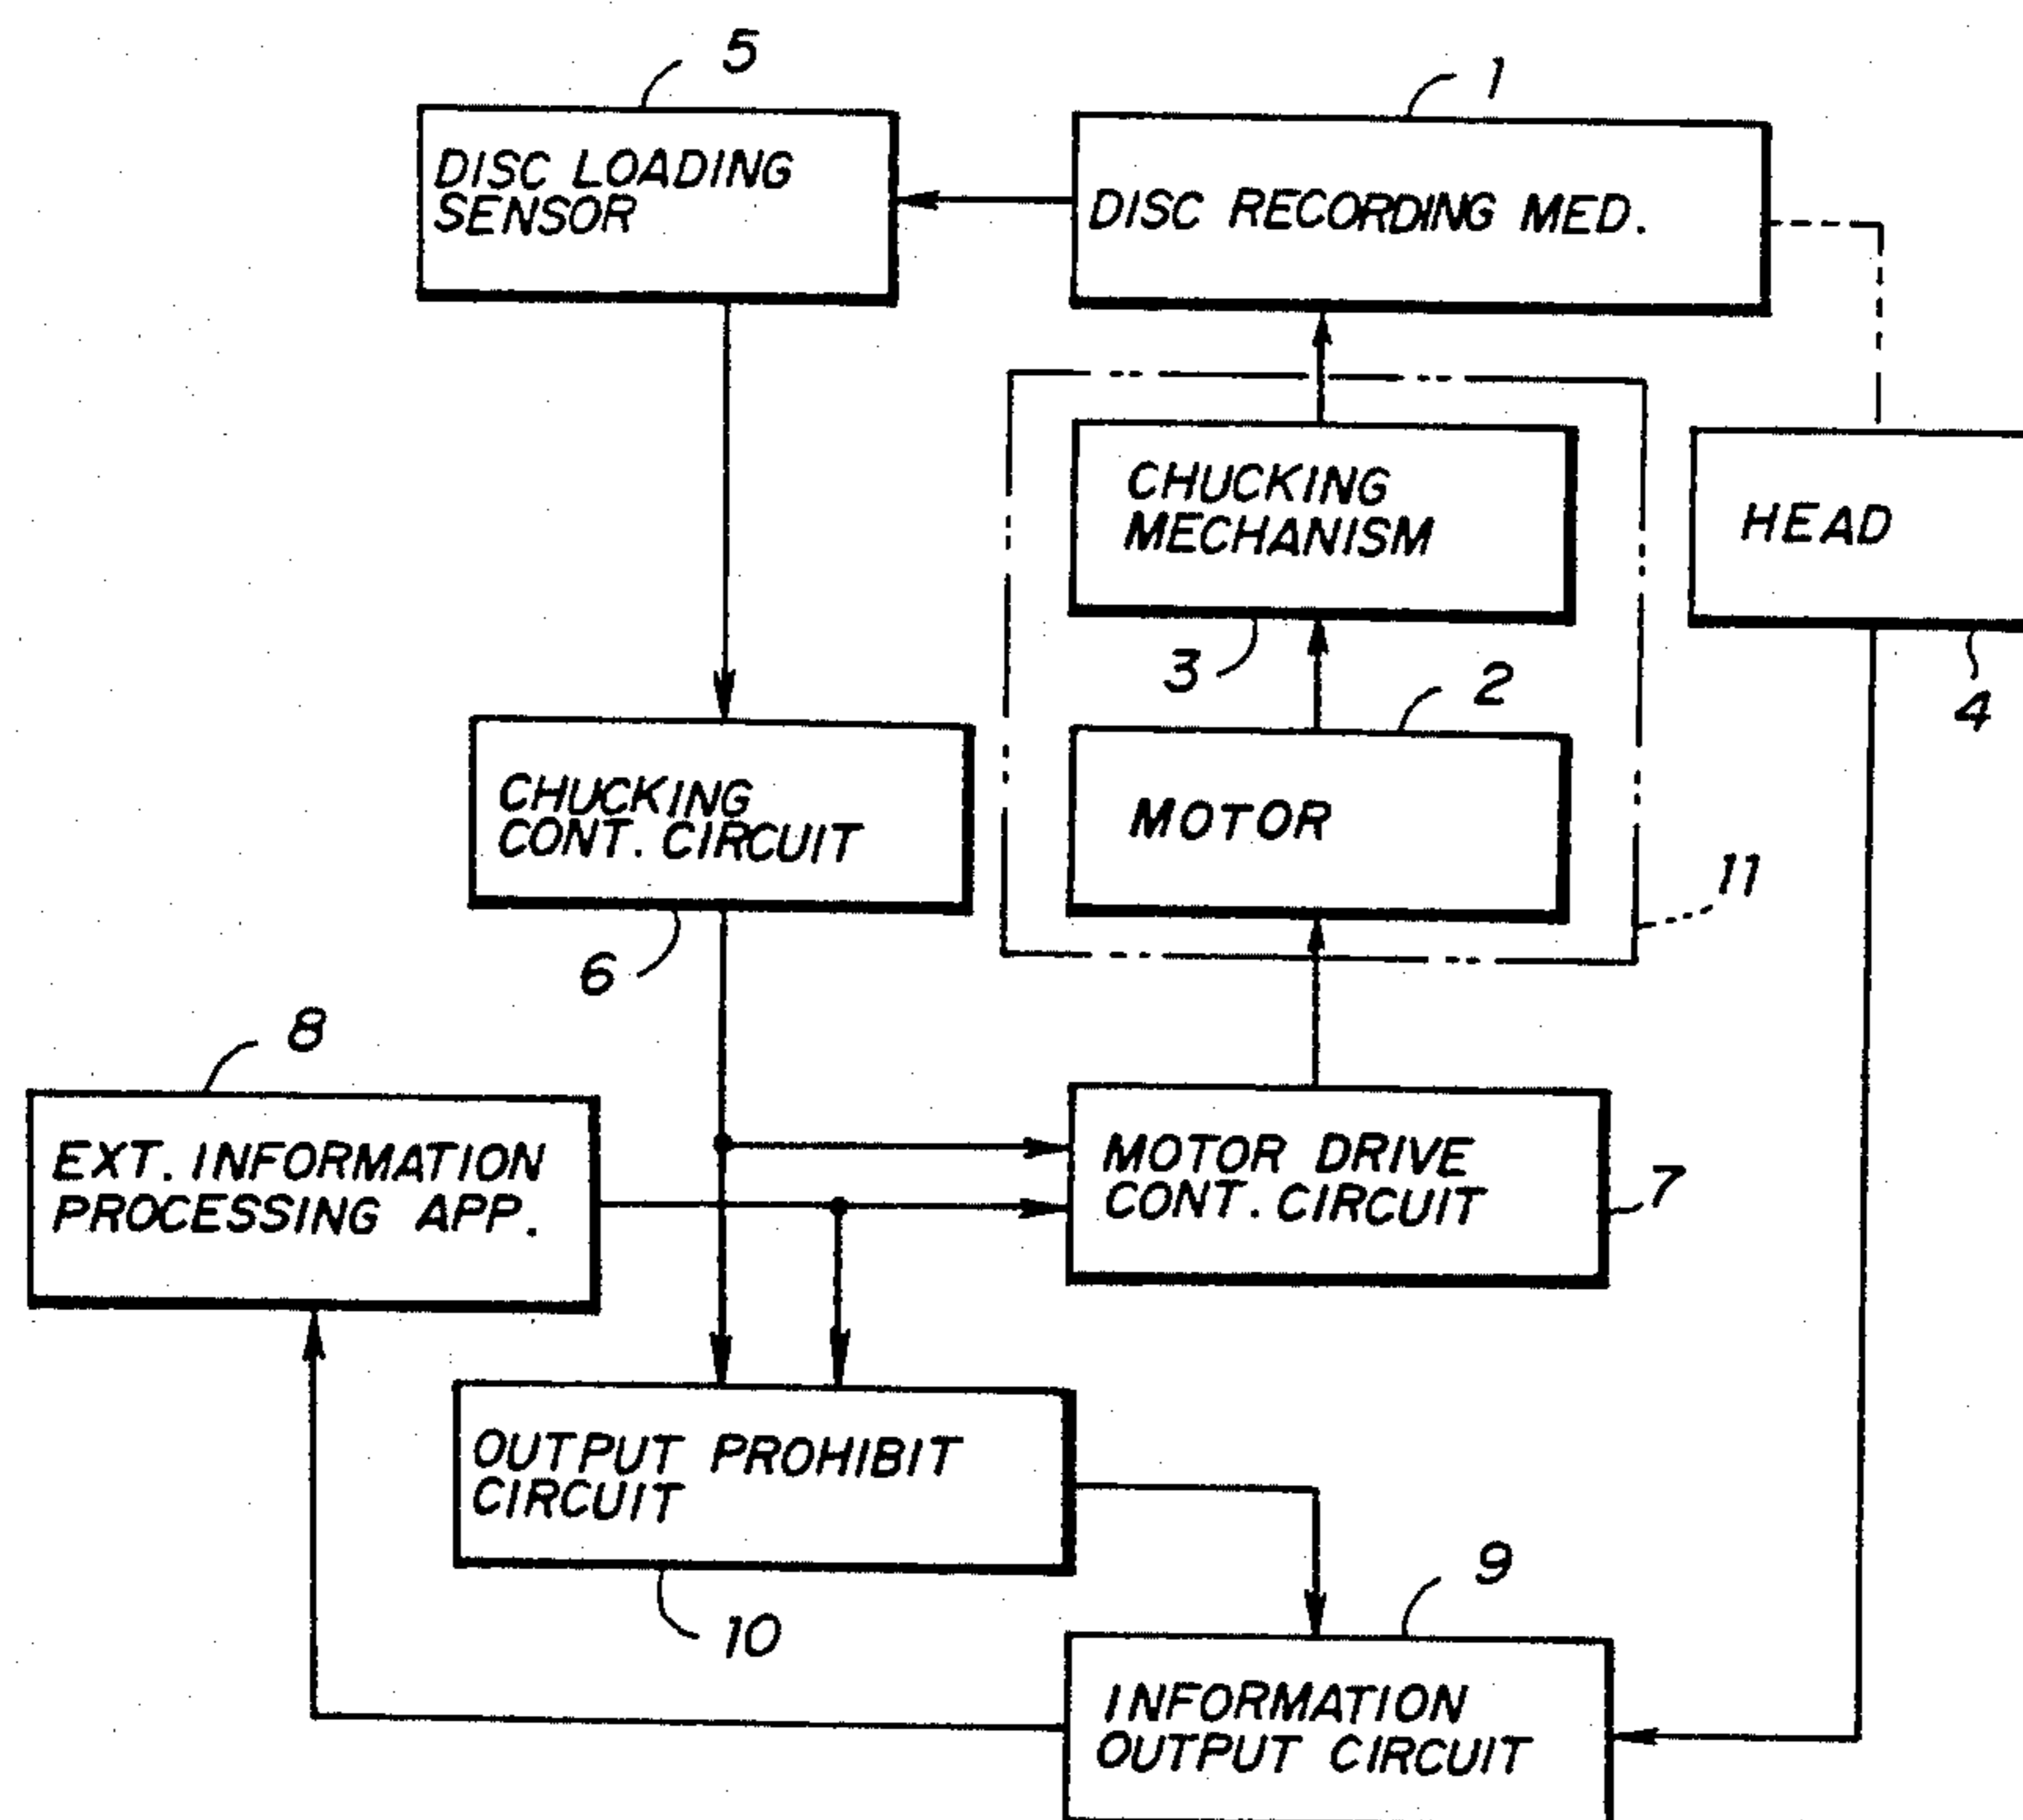 5
1
DISC LOADING
SENSOR
DISC RECORDING MED.
CHUCKING
MECHANISM
HEAD
3
2
4
CHUCKING
CONT. CIRCUIT
MOTOR
11
6
8
EXT. INFORMATION
PROCESSING APP.
MOTOR DRIVE
CONT. CIRCUIT
7
OUTPUT PROHIBIT
CIRCUIT
9
10
INFORMATION
OUTPUT CIRCUIT